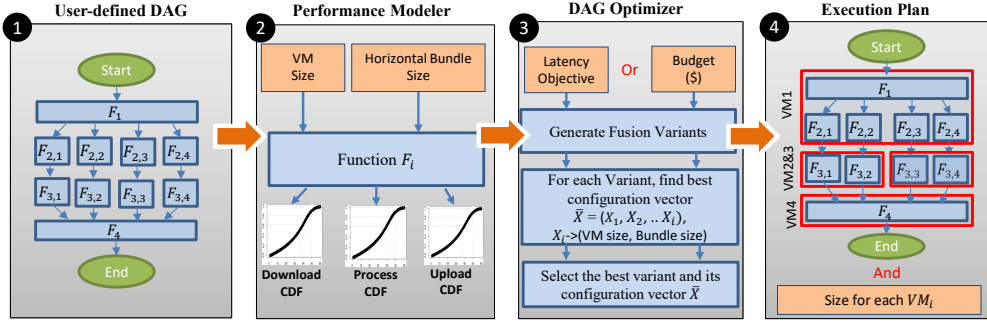 User-defined DAG
1
Start
F1
F2,1 F2,2 F2,3 F2,4
F3,1 F3,2 F3,3 F3,4
F4
End
Performance Modeler
2
VM
Size
Horizontal Bundle
Size
Function Fi
Download
CDF
Process
CDF
Upload
CDF
DAG Optimizer
3
Latency
Objective
Or
Budget
($)
Generate Fusion Variants
For each Variant, find best
configuration vector
X̄ = (X1, X2, .. Xi),
Xi->(VM size, Bundle size)
Select the best variant and its
configuration vector X̄
Execution Plan
4
Start
VM1
F1
F2,1 F2,2 F2,3 F2,4
VM2&3
F3,1 F3,2 F3,3 F3,4
VM4
F4
End
And
Size for each VMi